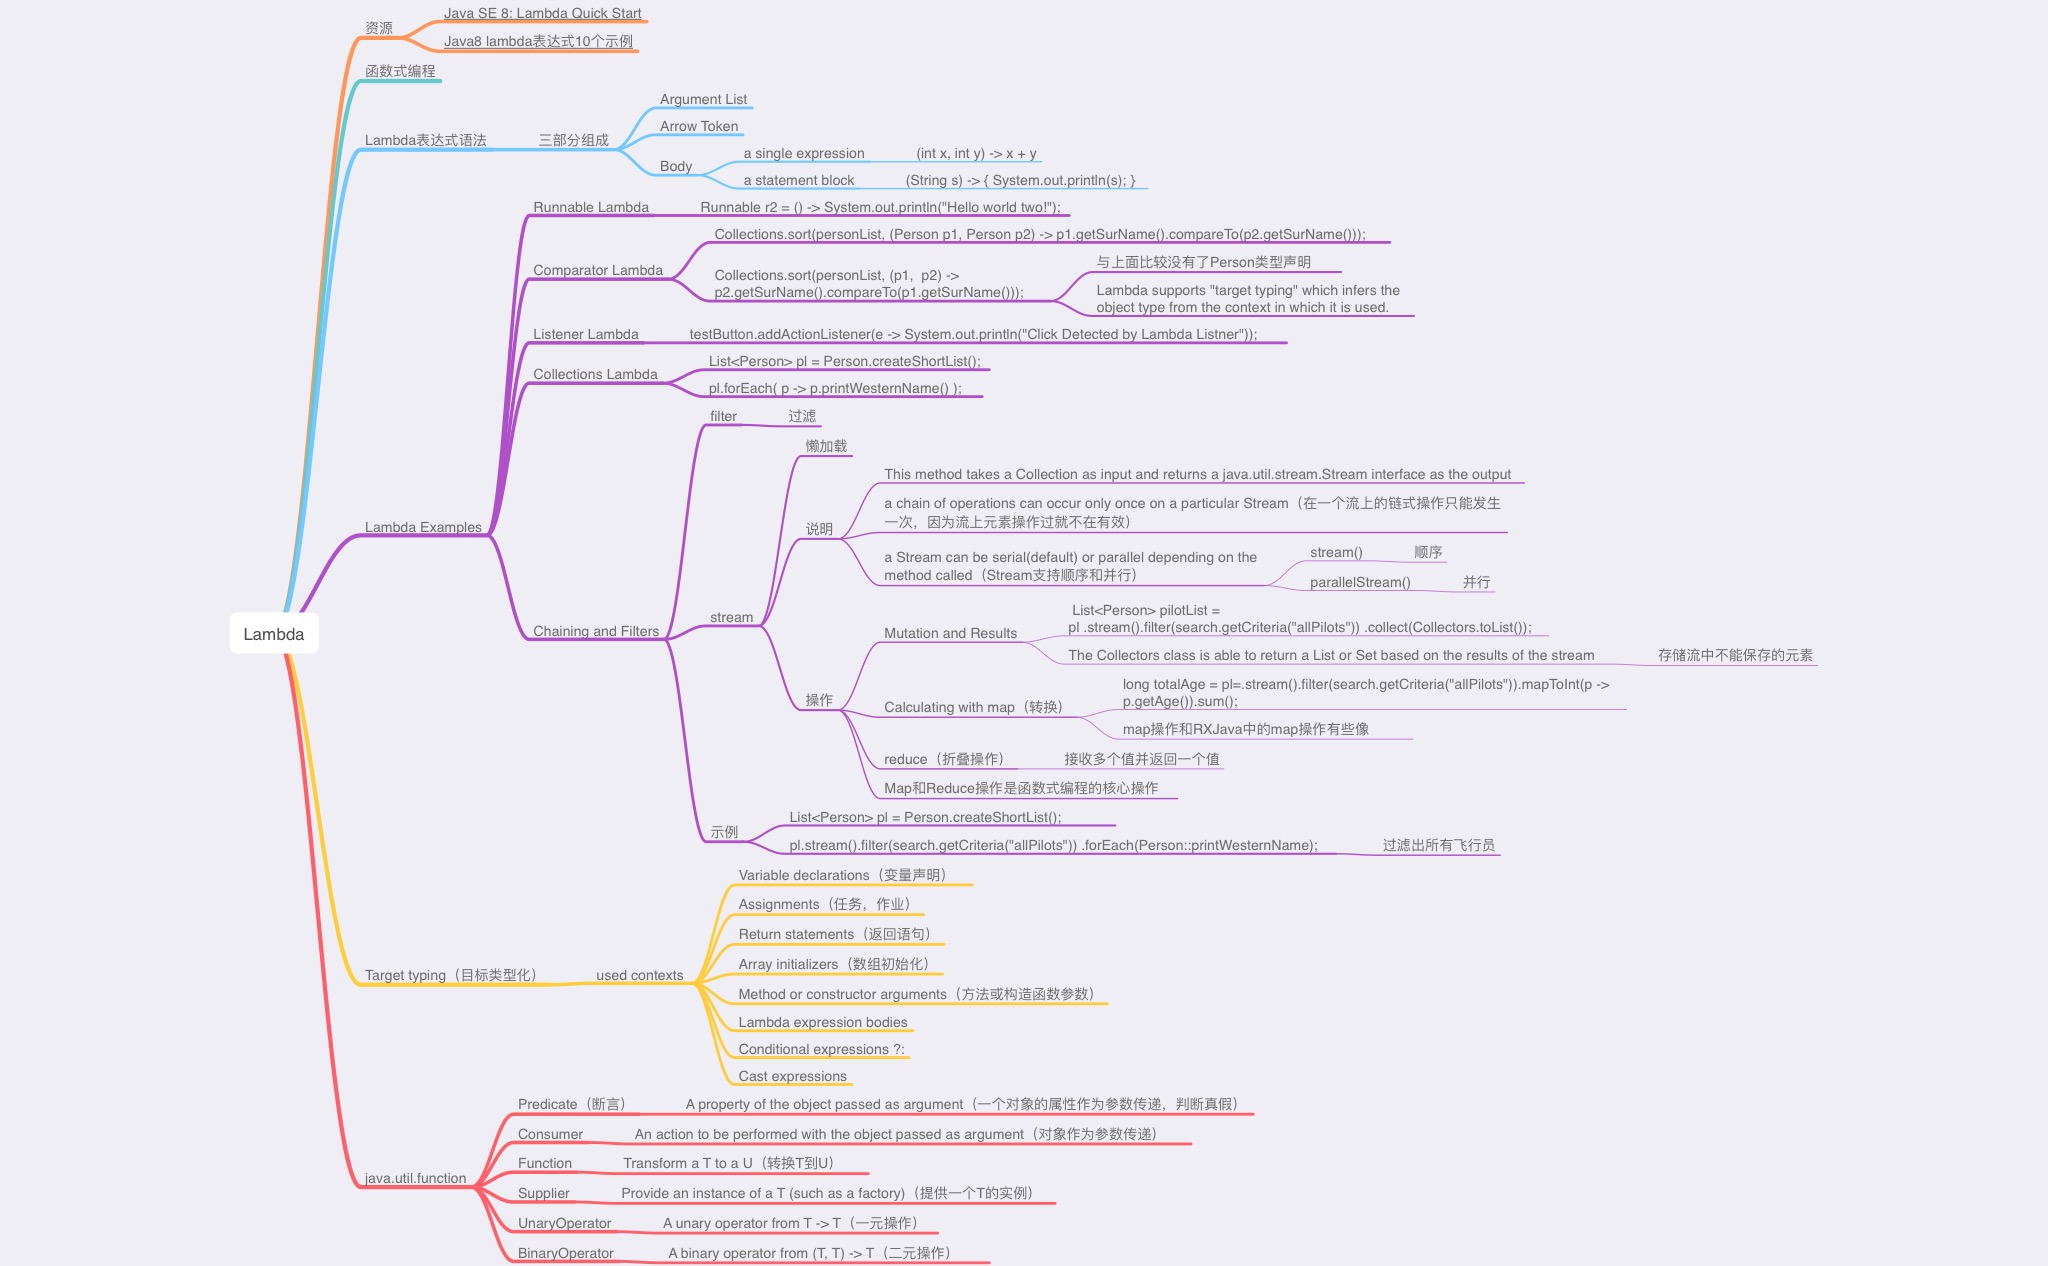 Lambda
资源
Java SE 8: Lambda Quick Start
Java8 lambda表达式10个示例
函数式编程
Lambda表达式语法
三部分组成
Argument List
Arrow Token
Body
a single expression
(int x, int y) -> x + y
a statement block
(String s) -> { System.out.println(s); }
Lambda Examples
Runnable Lambda
Runnable r2 = () -> System.out.println("Hello world two!");
Comparator Lambda
Collections.sort(personList, (Person p1, Person p2) -> p1.getSurName().compareTo(p2.getSurName()));
Collections.sort(personList, (p1,  p2) ->
p2.getSurName().compareTo(p1.getSurName()));
与上面比较没有了Person类型声明
Lambda supports "target typing" which infers the
object type from the context in which it is used.
Listener Lambda
testButton.addActionListener(e -> System.out.println("Click Detected by Lambda Listner"));
Collections Lambda
List<Person> pl = Person.createShortList();
pl.forEach( p -> p.printWesternName() );
Chaining and Filters
filter
过滤
stream
懒加载
说明
This method takes a Collection as input and returns a java.util.stream.Stream interface as the output
a chain of operations can occur only once on a particular Stream（在一个流上的链式操作只能发生
一次，因为流上元素操作过就不在有效）
a Stream can be serial(default) or parallel depending on the
method called（Stream支持顺序和并行）
stream()
顺序
parallelStream()
并行
操作
Mutation and Results
List<Person> pilotList =
pl .stream().filter(search.getCriteria("allPilots")) .collect(Collectors.toList());
The Collectors class is able to return a List or Set based on the results of the stream
存储流中不能保存的元素
Calculating with map（转换）
long totalAge = pl=.stream().filter(search.getCriteria("allPilots")).mapToInt(p ->
p.getAge()).sum();
map操作和RXJava中的map操作有些像
reduce（折叠操作）
接收多个值并返回一个值
Map和Reduce操作是函数式编程的核心操作
示例
List<Person> pl = Person.createShortList();
pl.stream().filter(search.getCriteria("allPilots")) .forEach(Person::printWesternName);
过滤出所有飞行员
Target typing（目标类型化）
used contexts
Variable declarations（变量声明）
Assignments（任务，作业）
Return statements（返回语句）
Array initializers（数组初始化）
Method or constructor arguments（方法或构造函数参数）
Lambda expression bodies
Conditional expressions ?:
Cast expressions
java.util.function
Predicate（断言）
A property of the object passed as argument（一个对象的属性作为参数传递，判断真假）
Consumer
An action to be performed with the object passed as argument（对象作为参数传递）
Function
Transform a T to a U（转换T到U）
Supplier
Provide an instance of a T (such as a factory)（提供一个T的实例）
UnaryOperator
A unary operator from T -> T（一元操作）
BinaryOperator
A binary operator from (T, T) -> T（二元操作）